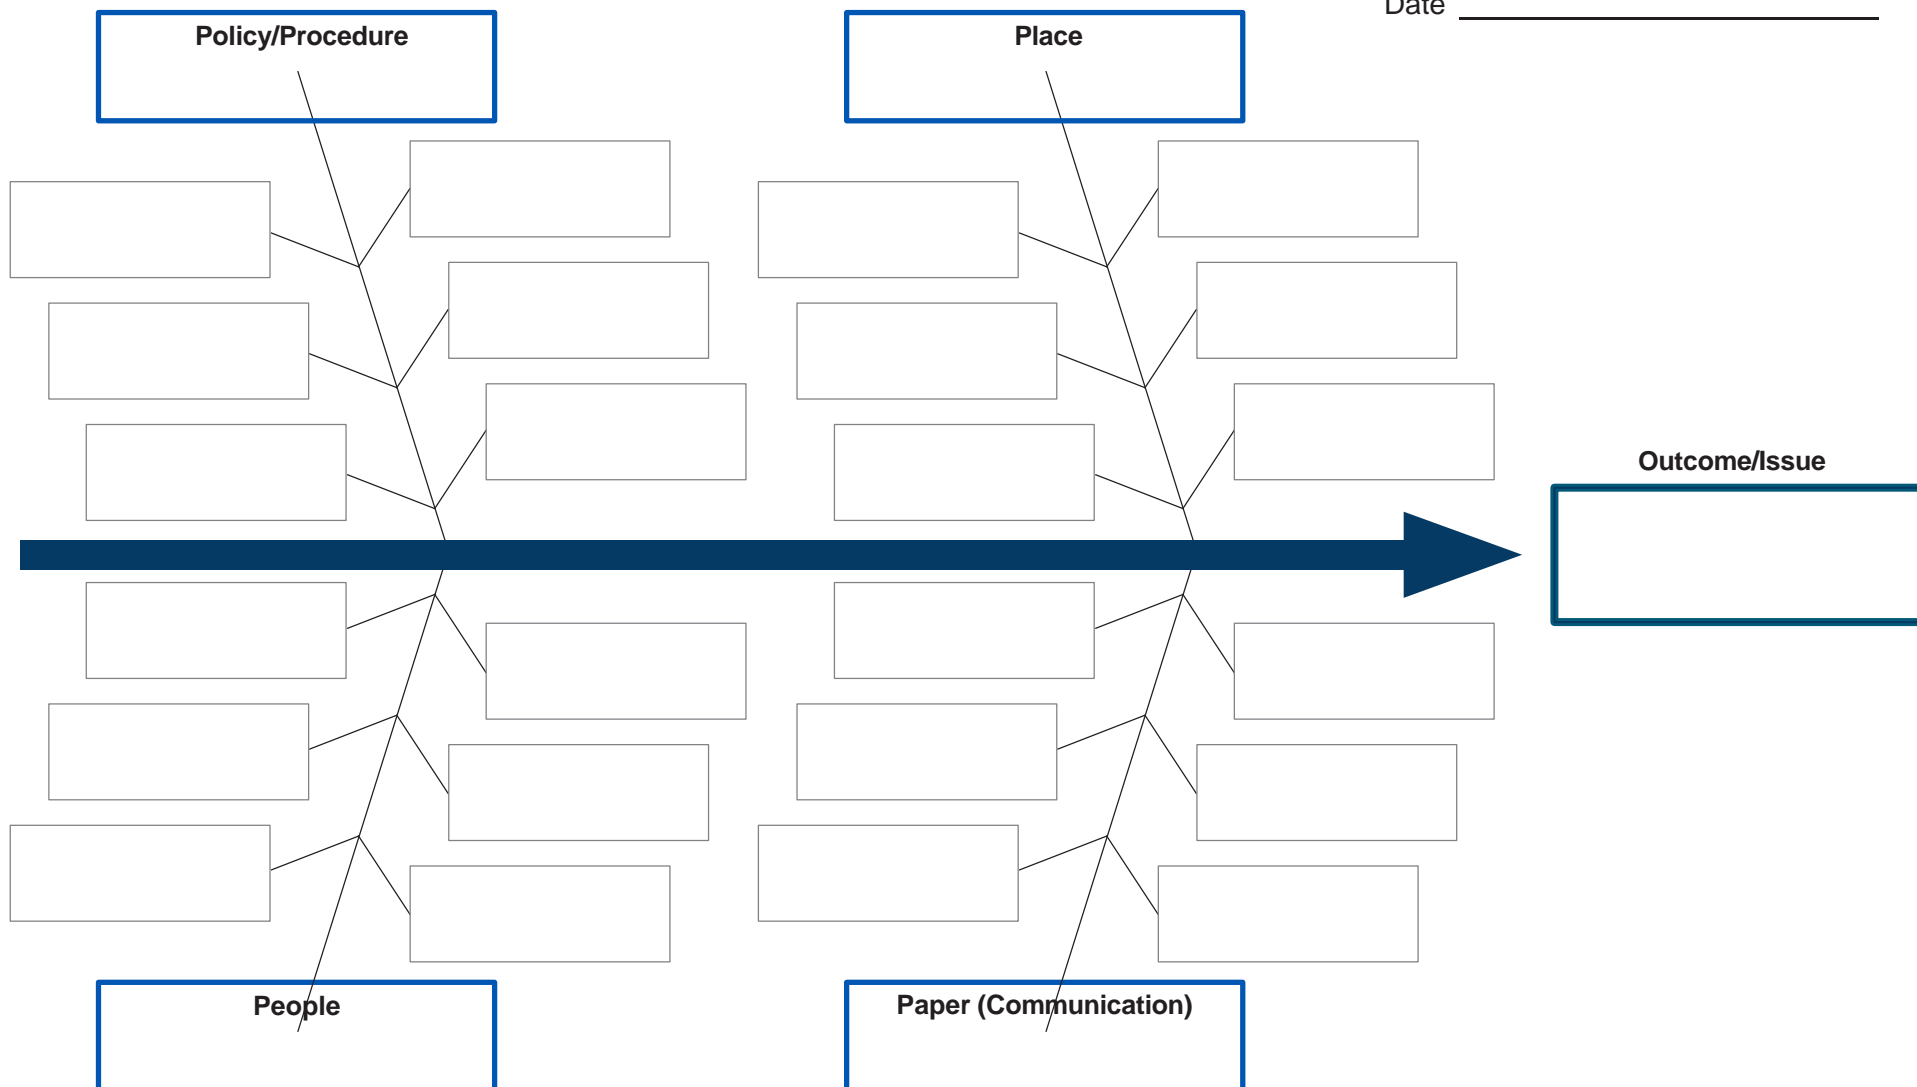 Date
Policy/Procedure
Place
Outcome/Issue
People
Paper (Communication)